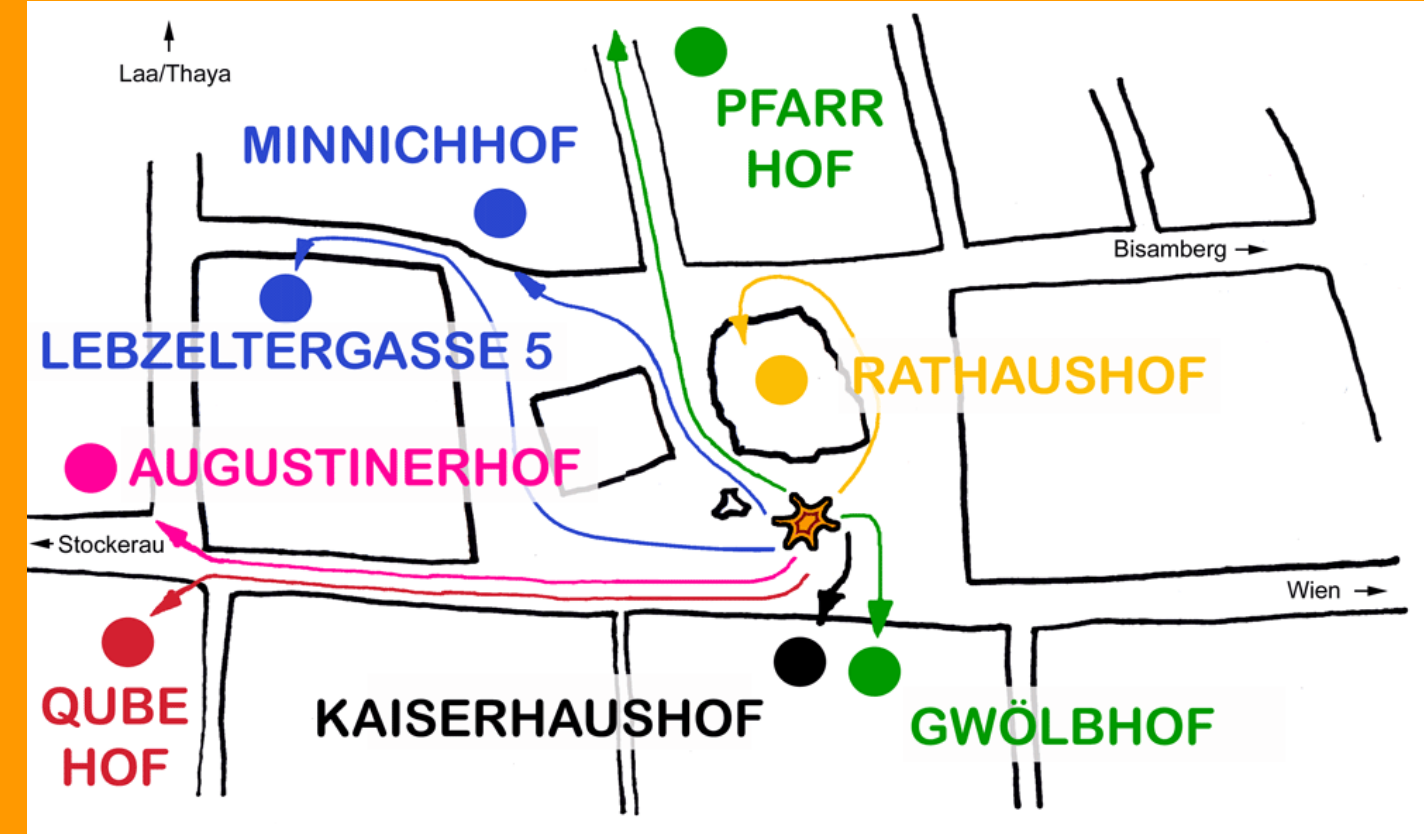 Laa/Thaya
PFARR
HOF
MINNICHHOF
Bisamberg
LEBZELTERGASSE 5
RATHAUSHOF
AUGUSTINERHOF
Stockerau
Wien
QUBE
HOF
KAISERHAUSHOF
GWÖLBHOF